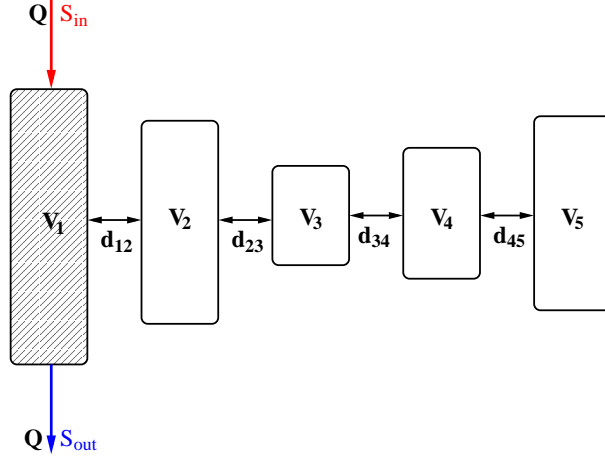 Q S_in
V_1
V_2
V_3
V_4
V_5
d_12
d_23
d_34
d_45
Q S_out